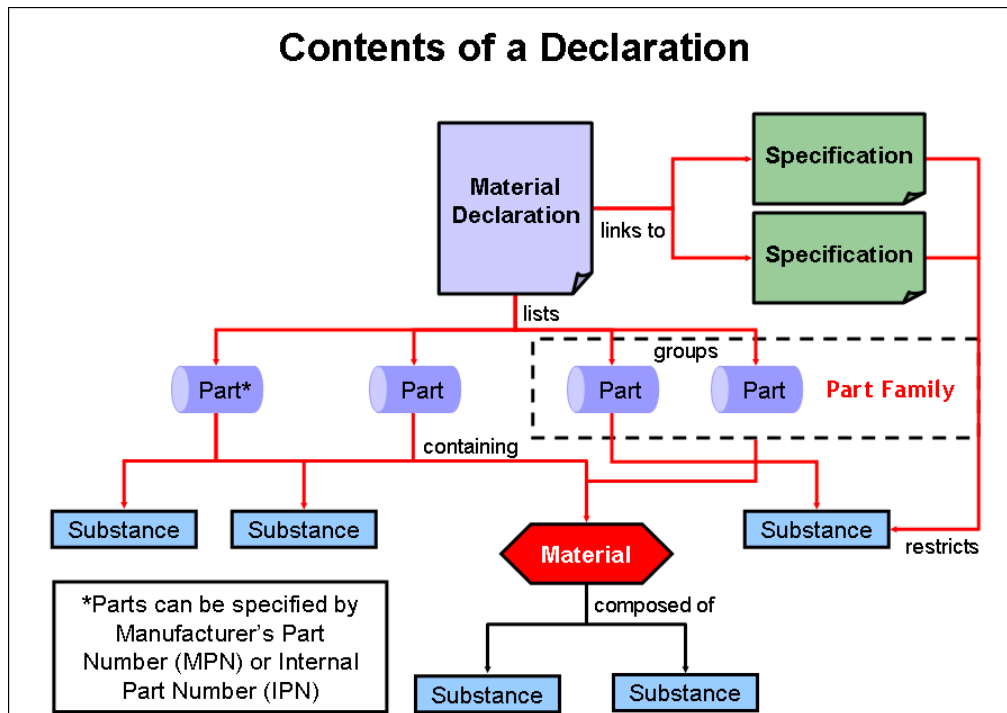 Contents of a Declaration
Material
Declaration
Specification
links to
Specification
lists
groups
Part*
Part
Part
Part
Part Family
containing
Substance
Substance
Material
Substance
restricts
composed of
*Parts can be specified by
Manufacturer's Part
Number (MPN) or Internal
Part Number (IPN)
Substance
Substance